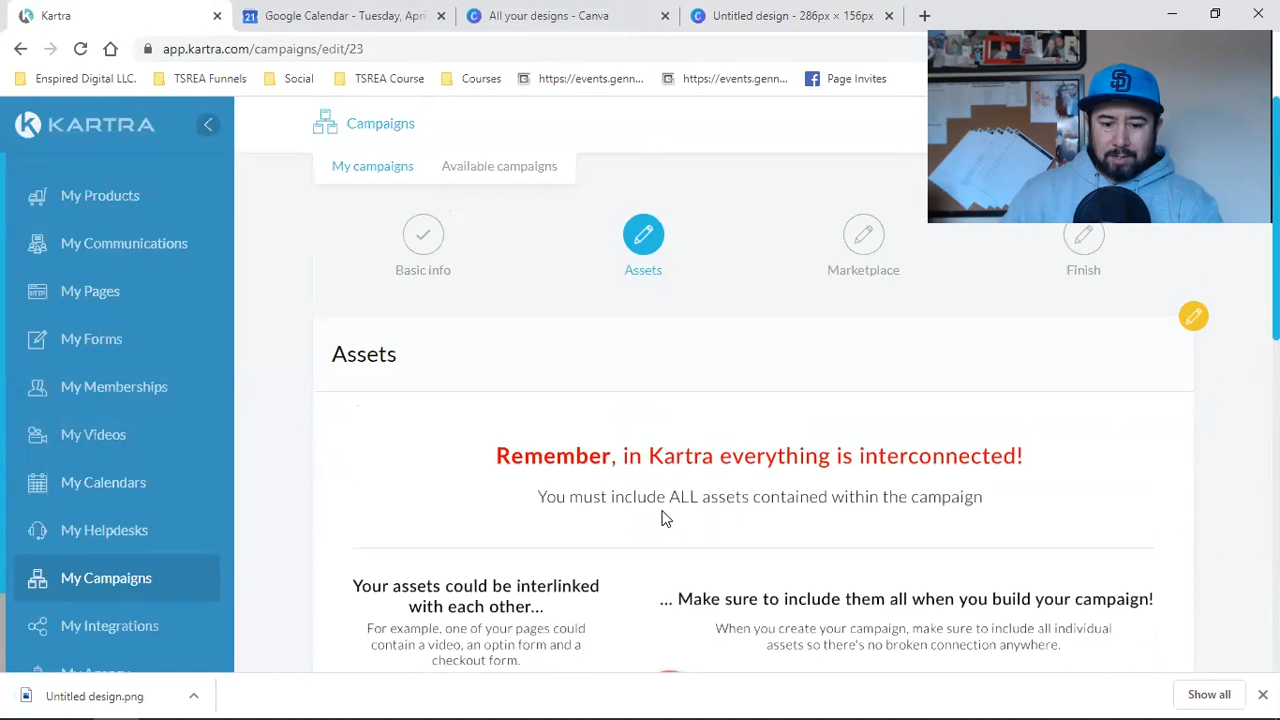 Kartra
Google Calendar - Tuesday, April
All your designs - Canva
Untitled design - 286px × 156px
app.kartra.com/campaigns/edit/23
Enspired Digital LLC.
TSREA Funnels
Social
TSREA Course
Courses
https://events.genn...
https://events.genn...
Page Invites
KARTRA
Campaigns
My campaigns
Available campaigns
My Products
My Communications
My Pages
My Forms
My Memberships
My Videos
My Calendars
My Helpdesks
My Campaigns
My Integrations
Basic info
Assets
Marketplace
Finish
Assets
Remember, in Kartra everything is interconnected!
You must include ALL assets contained within the campaign
Your assets could be interlinked
with each other...
For example, one of your pages could
contain a video, an optin form and a
checkout form.
... Make sure to include them all when you build your campaign!
When you create your campaign, make sure to include all individual
assets so there's no broken connection anywhere.
Untitled design.png
Show all